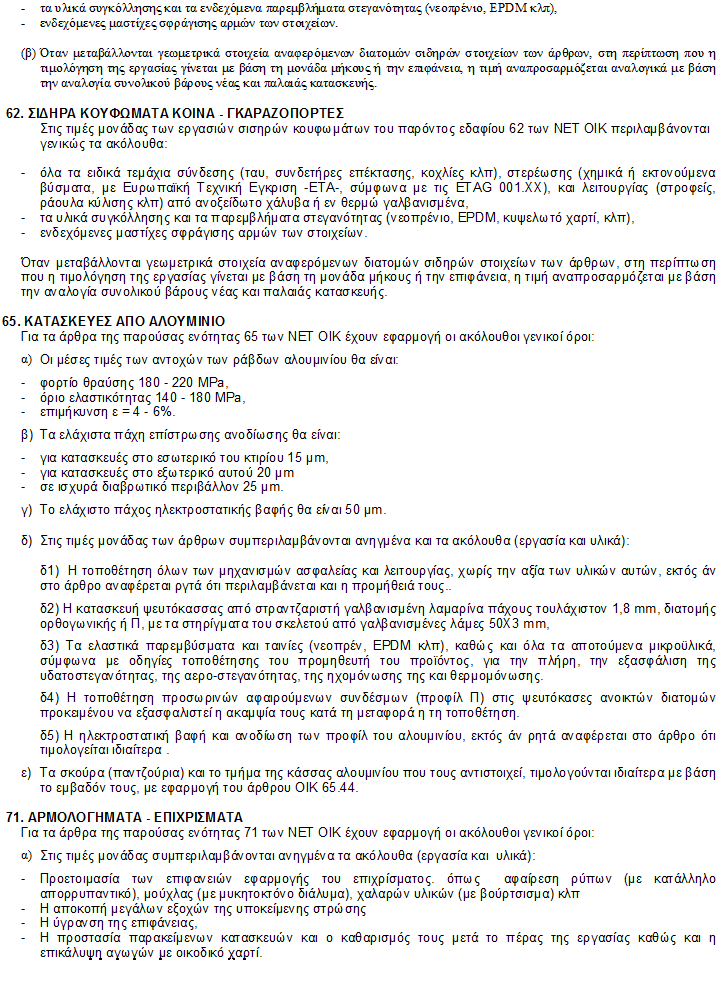 - τα υλικά συγκόλλησης και τα ενδεχόμενα παρεμβλήματα στεγανότητας (νεοπρένιο, EPDM κλπ),
- ενδεχόμενες μαστίχες σφράγισης αρμών των στοιχείων.
(β) Όταν μεταβάλλονται γεωμετρικά στοιχεία αναφερόμενων διατομών σιδηρών στοιχείων των άρθρων, στη περίπτωση που η
τιμολόγηση της εργασίας γίνεται με βάση τη μονάδα μήκους ή την επιφάνεια, η τιμή αναπροσαρμόζεται αναλογικά με βάση
την αναλογία συνολικού βάρους νέας και παλαιάς κατασκευής.
62. ΣΙΔΗΡΑ ΚΟΥΦΩΜΑΤΑ ΚΟΙΝΑ - ΓΚΑΡΑΖΟΠΟΡΤΕΣ
Στις τιμές μονάδας των εργασιών σισηρών κουφωμάτων του παρόντος εδαφίου 62 των ΝΕΤ ΟΙΚ περιλαμβάνονται
γενικώς τα ακόλουθα:
- όλα τα ειδικά τεμάχια σύνδεσης (ταυ, συνδετήρες επέκτασης, κοχλίες κλπ), στερέωσης (χημικά ή εκτονούμενα
βύσματα, με Ευρωπαϊκή Τεχνική Εγκριση -ΕΤΑ-, σύμφωνα με τις ETAG 001.XX), και λειτουργίας (στροφείς,
ράουλα κύλισης κλπ) από ανοξείδωτο χάλυβα ή εν θερμώ γαλβανισμένα,
- τα υλικά συγκόλλησης και τα παρεμβλήματα στεγανότητας (νεοπρένιο, EPDM, κυψελωτό χαρτί, κλπ),
- ενδεχόμενες μαστίχες σφράγισης αρμών των στοιχείων.
Όταν μεταβάλλονται γεωμετρικά στοιχεία αναφερόμενων διατομών σιδηρών στοιχείων των άρθρων, στη περίπτωση
που η τιμολόγηση της εργασίας γίνεται με βάση τη μονάδα μήκους ή την επιφάνεια, η τιμή αναπροσαρμόζεται με βάση
την αναλογία συνολικού βάρους νέας και παλαιάς κατασκευής.
65. ΚΑΤΑΣΚΕΥΕΣ ΑΠΟ ΑΛΟΥΜΙΝΙΟ
Για τα άρθρα της παρούσας ενότητας 65 των ΝΕΤ ΟΙΚ έχουν εφαρμογή οι ακόλουθοι γενικοί όροι:
α) Οι μέσες τιμές των αντοχών των ράβδων αλουμινίου θα είναι:
- φορτίο θραύσης 180 - 220 MPa,
- όριο ελαστικότητας 140 - 180 MPa,
- επιμήκυνση ε = 4 - 6%.
β) Τα ελάχιστα πάχη επίστρωσης ανοδίωσης θα είναι:
- για κατασκευές στο εσωτερικό του κτιρίου 15 μm,
- για κατασκευές στο εξωτερικό αυτού 20 μm
- σε ισχυρά διαβρωτικό περιβάλλον 25 μm.
γ) Το ελάχιστο πάχος ηλεκτροστατικής βαφής θα είναι 50 μm.
δ) Στις τιμές μονάδας των άρθρων συμπεριλαμβάνονται ανηγμένα και τα ακόλουθα (εργασία και υλικά):
δ1) Η τοποθέτηση όλων των μηχανισμών ασφαλείας και λειτουργίας, χωρίς την αξία των υλικών αυτών, εκτός άν
στο άρθρο αναφέρεται ρητά ότι περιλαμβάνεται και η προμήθειά τους..
δ2) Η κατασκευή ψευτόκασσας από στραντζαριστή γαλβανισμένη λαμαρίνα πάχους τουλάχιστον 1,8 mm, διατομής
ορθογωνικής ή Π, με τα στηρίγματα του σκελετού από γαλβανισμένες λάμες 50X3 mm,
δ3) Τα ελαστικά παρεμβύσματα και ταινίες (νεοπρέν, EPDM κλπ), καθώς και όλα τα αποτούμενα μικροϋλικά,
σύμφωνα με οδηγίες τοποθέτησης του προμηθευτή του προϊόντος, για την πλήρη, την εξασφάλιση της
υδατοστεγανότητας, της αερο-στεγανότητας, της ηχομόνωσης της και θερμομόνωσης.
δ4) Η τοποθέτηση προσωρινών αφαιρούμενων συνδέσμων (προφίλ Π) στις ψευτόκασες ανοικτών διατομών
προκειμένου να εξασφαλιστεί η ακαμψία τους κατά τη μεταφορά η τη τοποθέτηση.
δ5) Η ηλεκτροστατική βαφή και ανοδίωση των προφίλ του αλουμινίου, εκτός άν ρητά αναφέρεται στο άρθρο ότι
τιμολογείται ιδιαίτερα .
ε) Τα σκούρα (παντζούρια) και το τμήμα της κάσσας αλουμινίου που τους αντιστοιχεί, τιμολογούνται ιδιαίτερα με βάση
το εμβαδόν τους, με εφαρμογή του άρθρου ΟΙΚ 65.44.
71. ΑΡΜΟΛΟΓΗΜΑΤΑ - ΕΠΙΧΡΙΣΜΑΤΑ
Για τα άρθρα της παρούσας ενότητας 71 των ΝΕΤ ΟΙΚ έχουν εφαρμογή οι ακόλουθοι γενικοί όροι:
α) Στις τιμές μονάδας συμπεριλαμβάνονται ανηγμένα τα ακόλουθα (εργασία και υλικά):
- Προετοιμασία των επιφανειών εφαρμογής του επιχρίσματος. όπως αφαίρεση ρύπων (με κατάλληλο
απορρυπαντικό), μούχλας (με μυκητοκτόνο διάλυμα), χαλαρών υλικών (με βούρτσισμα) κλπ
- Η αποκοπή μεγάλων εξοχών της υποκείμενης στρώσης
- Η ύγρανση της επιφάνειας,
- Η προστασία παρακείμενων κατασκευών και ο καθαρισμός τους μετό το πέρας της εργασίας καθώς και η
επικάλυψη αγωγών με οικοδικό χαρτί.